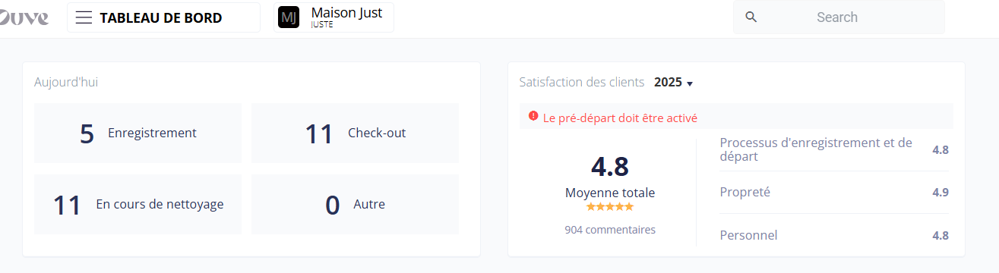 ouve
TABLEAU DE BORD
MJ
Maison Just
JUSTE
Search
Aujourd'hui
5 Enregistrement
11 Check-out
11 En cours de nettoyage
0 Autre
Satisfaction des clients 2025
Le pré-départ doit être activé
4.8
Moyenne totale
904 commentaires
Processus d'enregistrement et de
départ
4.8
Propreté 4.9
Personnel 4.8